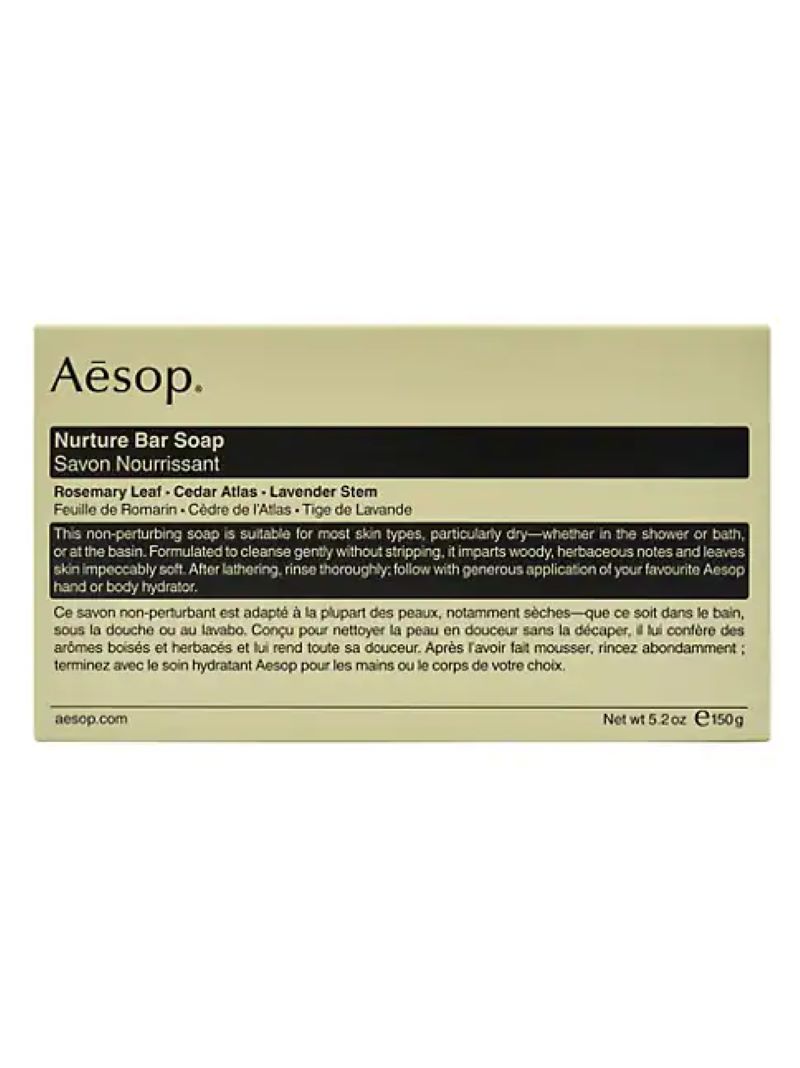 Aēsop®
Nurture Bar Soap
Savon Nourrissant
Rosemary Leaf • Cedar Atlas • Lavender Stem
Feuille de Romarin • Cèdre de l'Atlas • Tige de Lavande
This non-perturbing soap is suitable for most skin types, particularly dry—whether in the shower or bath,
or at the basin. Formulated to cleanse gently without stripping, it imparts woody, herbaceous notes and leaves
skin impeccably soft. After lathering, rinse thoroughly; follow with generous application of your favourite Aesop
hand or body hydrator.
Ce savon non-perturbant est adapté à la plupart des peaux, notamment sèches—que ce soit dans le bain,
sous la douche ou au lavabo. Conçu pour nettoyer la peau en douceur sans la décaper, il lui confère des
arômes boisés et herbacés et lui rend toute sa douceur. Après l'avoir fait mousser, rincez abondamment ;
terminez avec le soin hydratant Aesop pour les mains ou le corps de votre choix.
aesop.com Net wt 5.2 oz ℮150 g